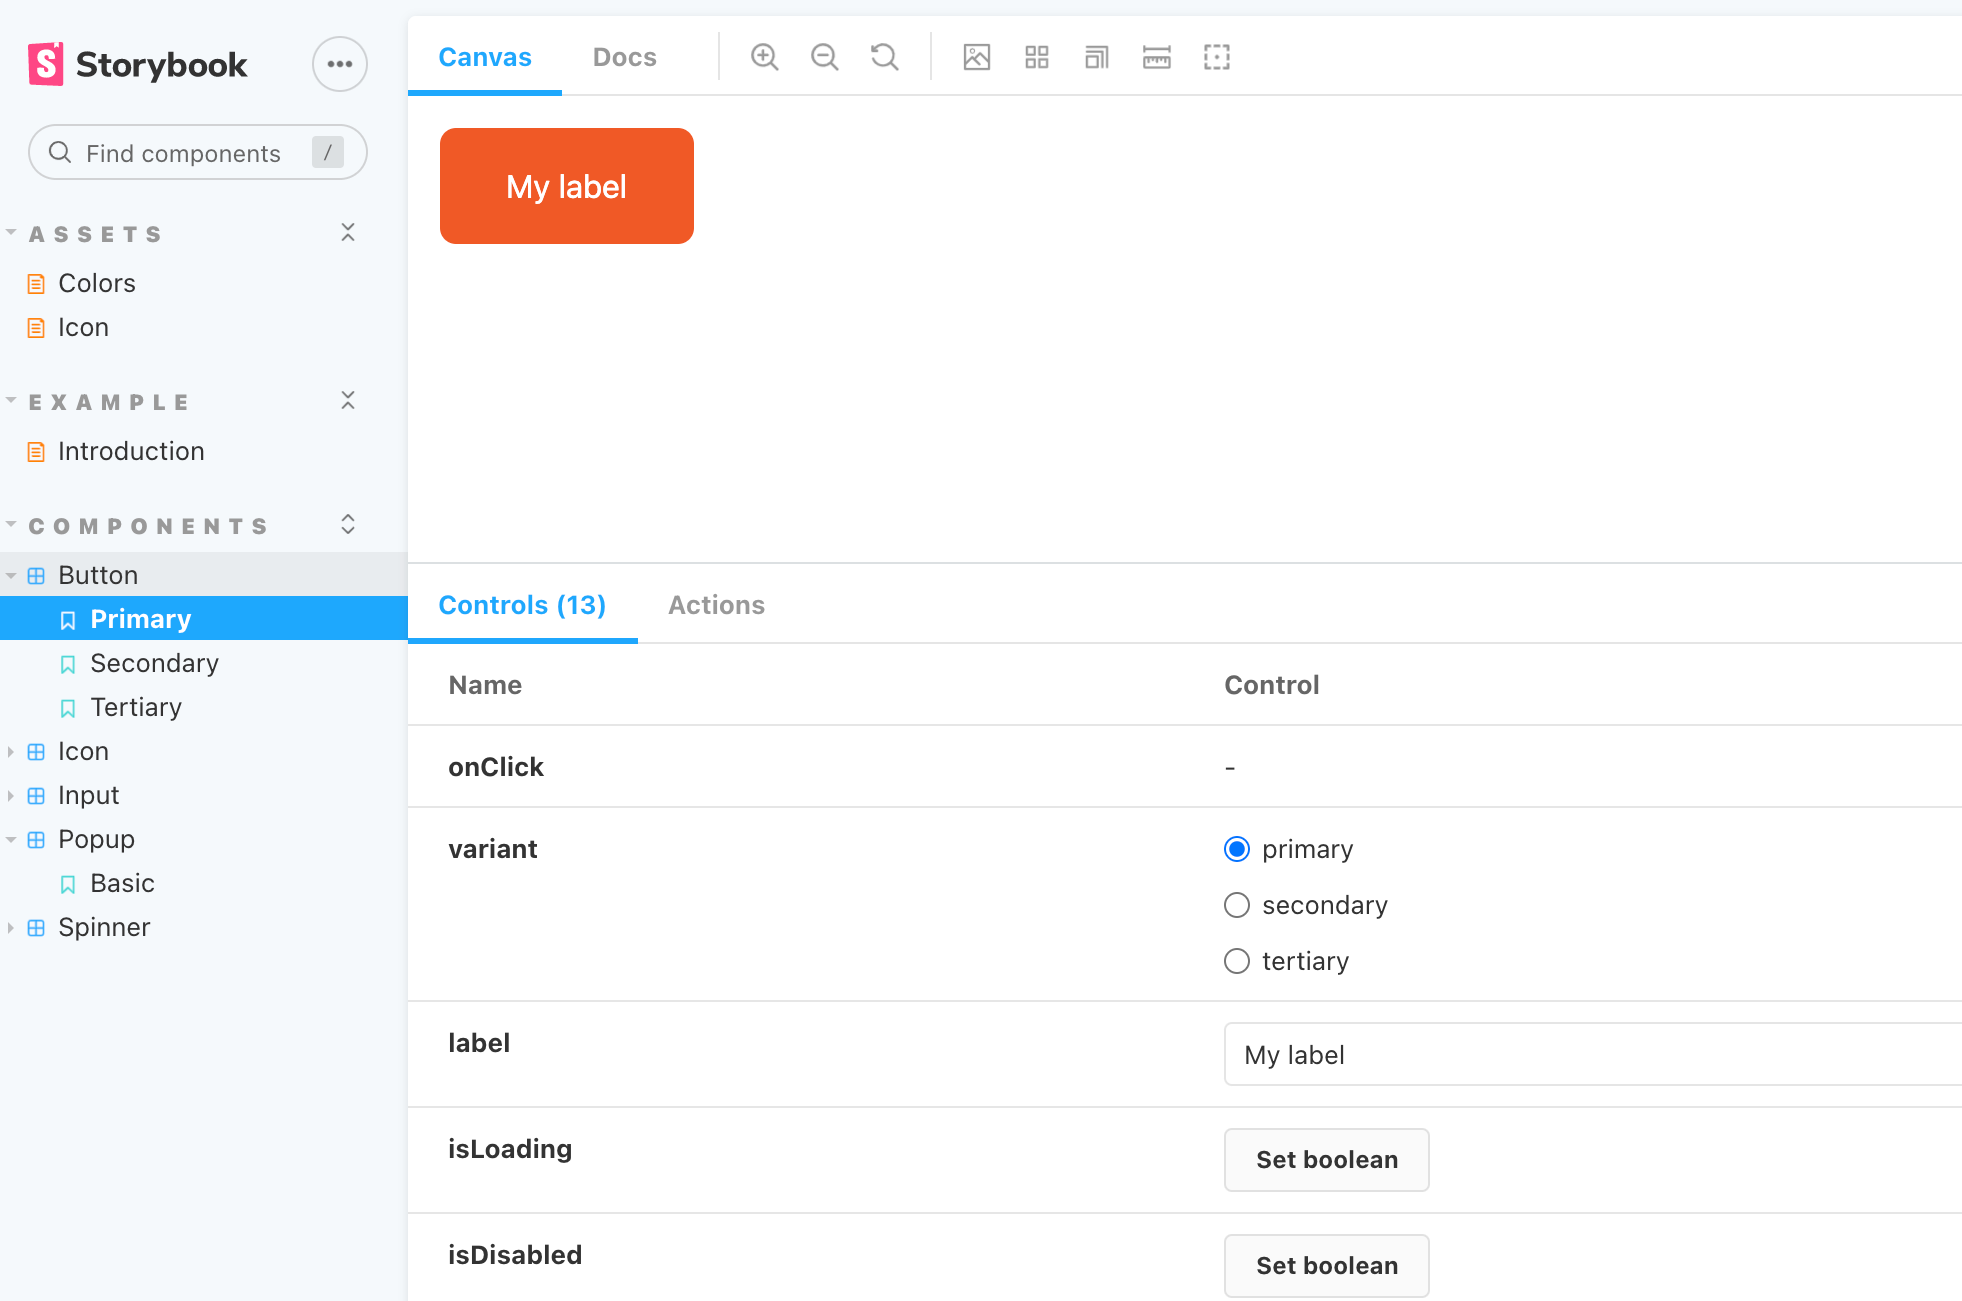 Storybook
Find components /
ASSETS
Colors
Icon
EXAMPLE
Introduction
COMPONENTS
Button
Primary
Secondary
Tertiary
Icon
Input
Popup
Basic
Spinner
Canvas Docs
My label
Controls (13) Actions
Name Control
onClick -
variant primary
secondary
tertiary
label My label
isLoading Set boolean
isDisabled Set boolean